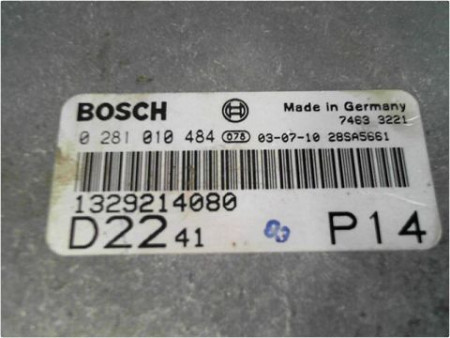 BOSCH Made in Germany
7463 3221
0 281 010 484 078 03-07-10 28SA5661
1329214080
D22 41 P14